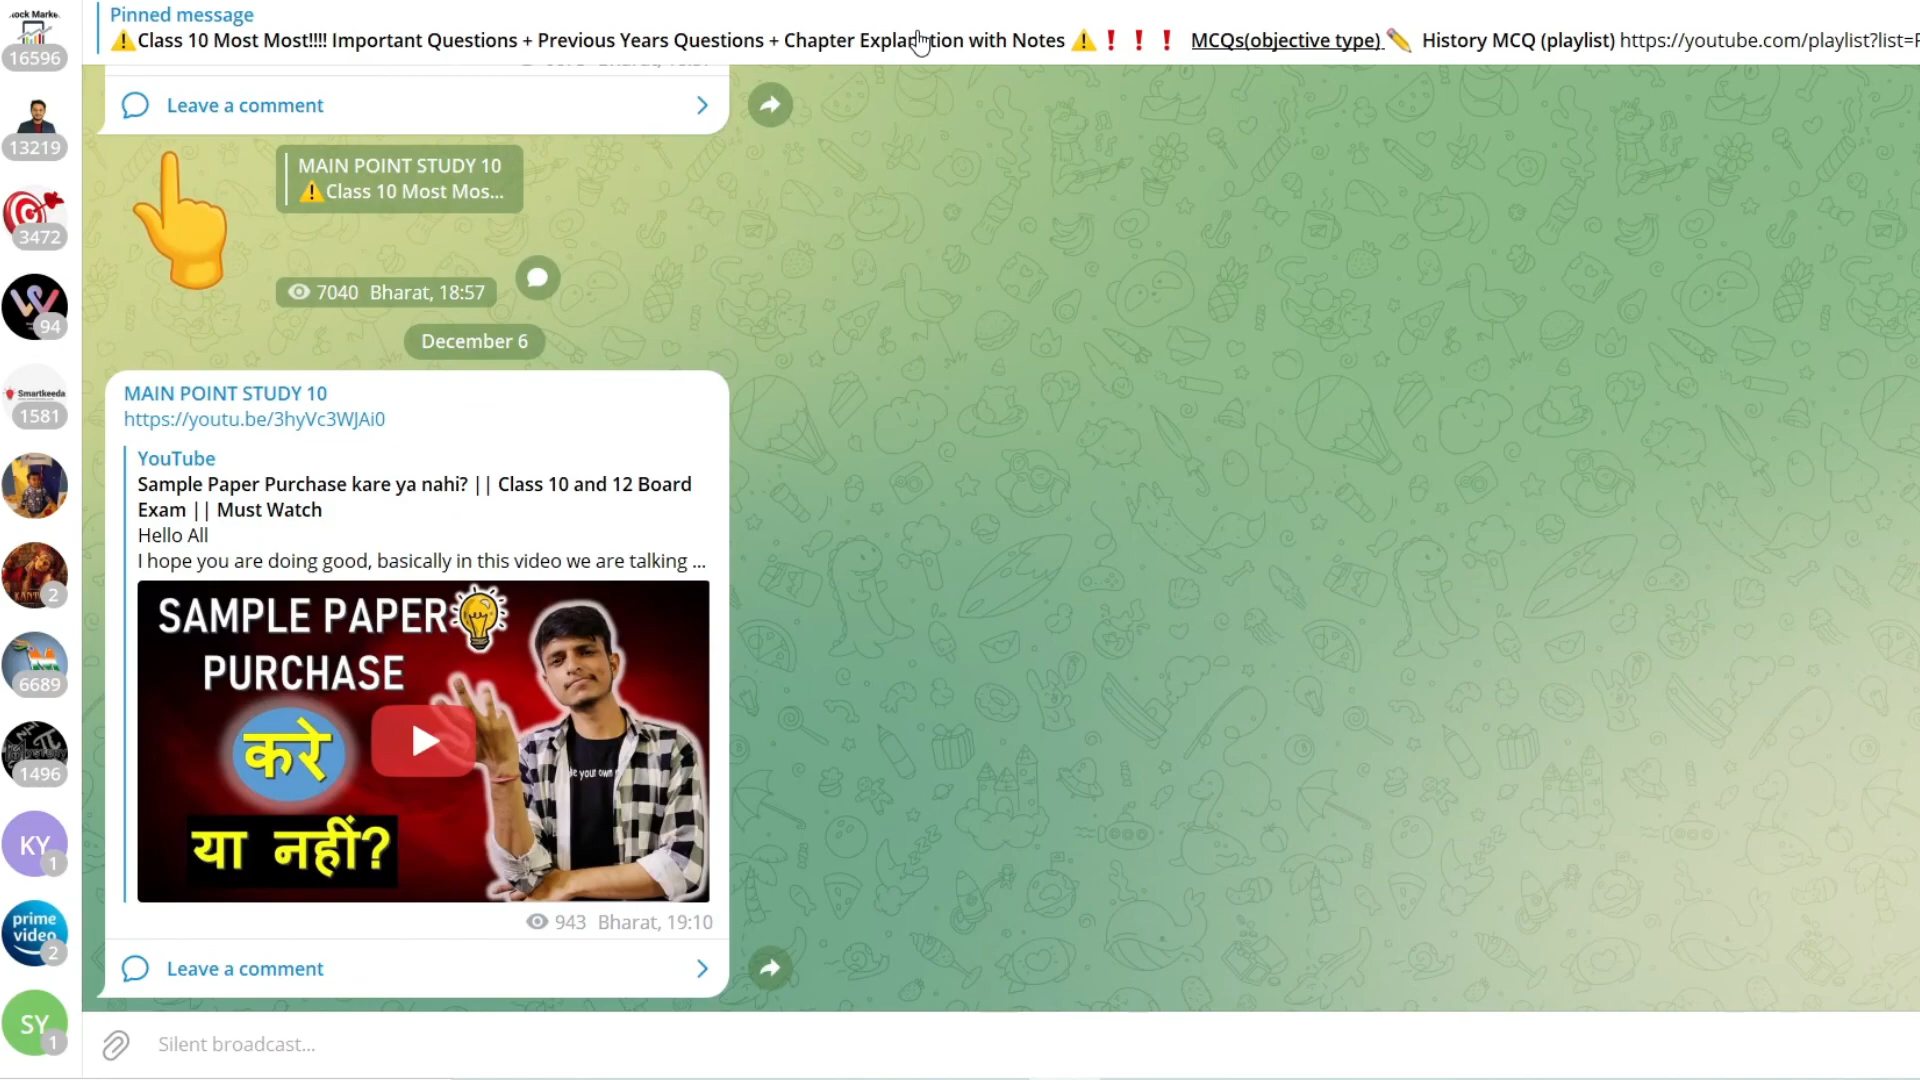 Pinned message
⚠️Class 10 Most Most!!!! Important Questions + Previous Years Questions + Chapter Explanation with Notes ⚠️❗❗❗ MCQs(objective type) ✏️ History MCQ (playlist) https://youtube.com/playlist?list=
16596
Leave a comment
13219
MAIN POINT STUDY 10
⚠️Class 10 Most Mos...
3472
7040 Bharat, 18:57
94
December 6
MAIN POINT STUDY 10
Smartkeeda
1581
https://youtu.be/3hyVc3WJAi0
YouTube
Sample Paper Purchase kare ya nahi? || Class 10 and 12 Board
Exam || Must Watch
Hello All
I hope you are doing good, basically in this video we are talking ...
2
SAMPLE PAPER
PURCHASE
6689
करे
1496
या नहीं?
KY
1
943 Bharat, 19:10
prime
video
2
Leave a comment
SY
1
Silent broadcast...